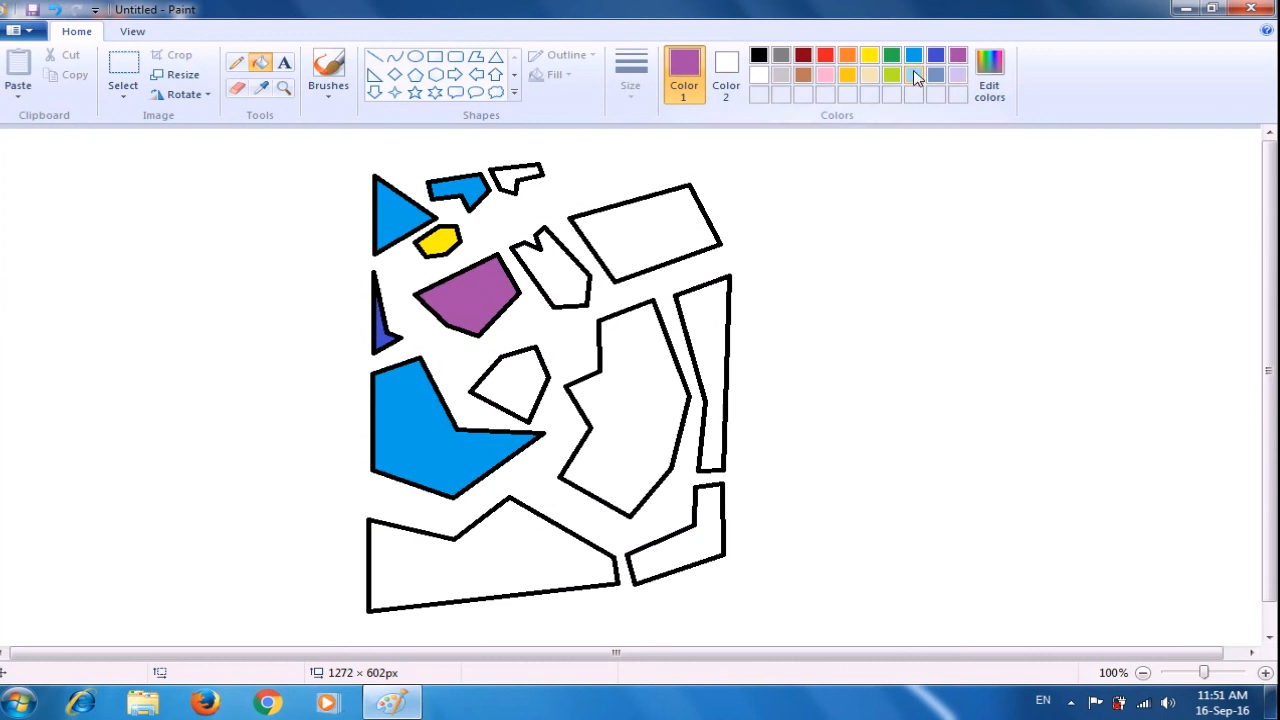 Untitled - Paint
Home
View
Paste
Cut
Copy
Clipboard
Select
Crop
Resize
Rotate
Image
A
Tools
Brushes
Outline
Fill
Shapes
Size
Color
1
Color
2
Edit
colors
Colors
1272 × 602px
100%
EN
11:51 AM
16-Sep-16